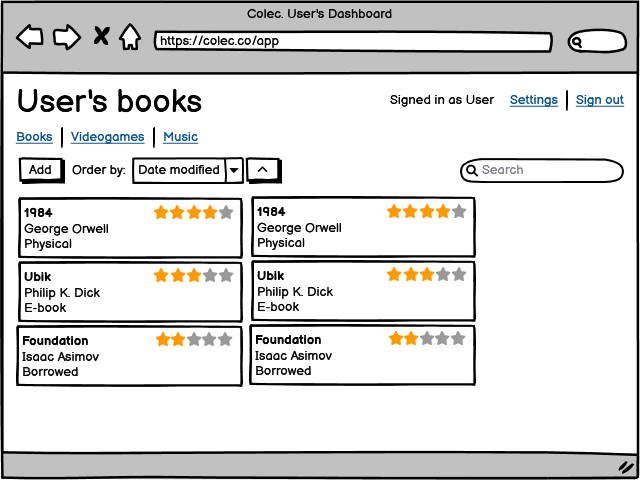 Colec. User's Dashboard
https://colec.co/app
User's books
Signed in as User Settings Sign out
Books Videogames Music
Add Order by: Date modified Search
1984
George Orwell
Physical
1984
George Orwell
Physical
Ubik
Philip K. Dick
E-book
Ubik
Philip K. Dick
E-book
Foundation
Isaac Asimov
Borrowed
Foundation
Isaac Asimov
Borrowed